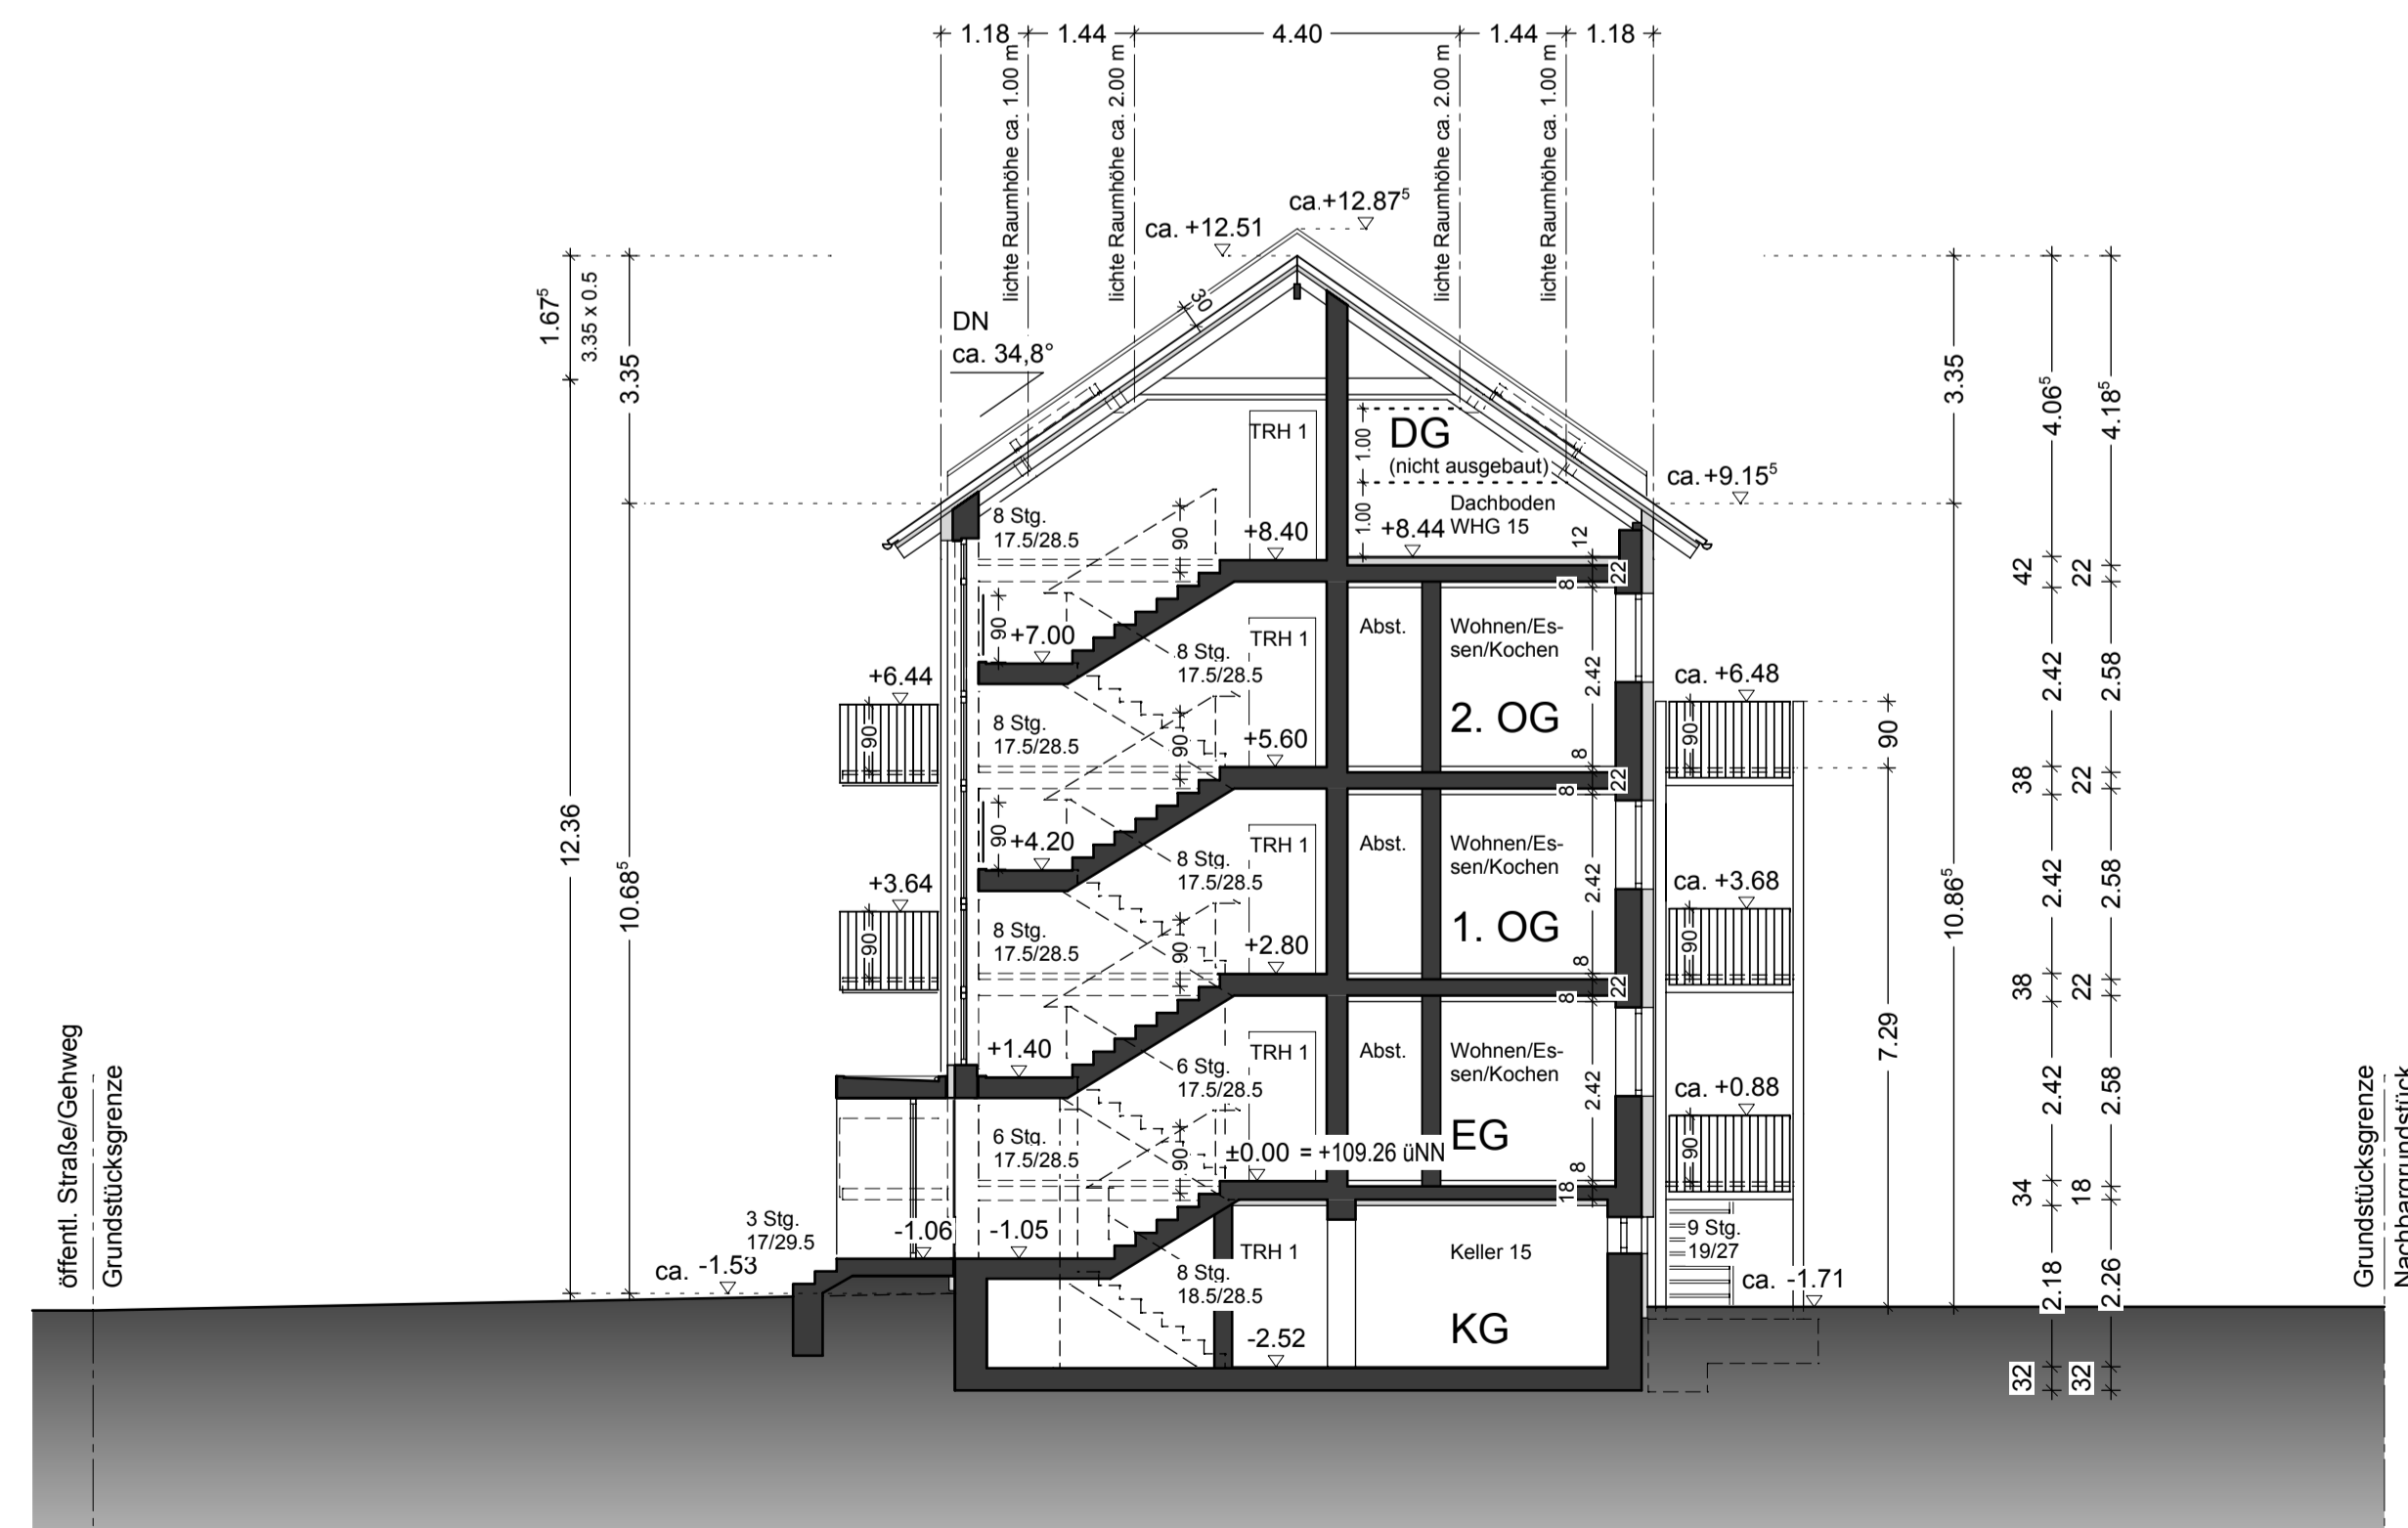 1.18
1.44
4.40
1.44
1.18
lichte Raumhöhe ca. 1.00 m
lichte Raumhöhe ca. 2.00 m
lichte Raumhöhe ca. 2.00 m
lichte Raumhöhe ca. 1.00 m
ca.+12.87⁵
ca. +12.51
30
DN
ca. 34,8°
1.67⁵
3.35 x 0.5
3.35
12.36
10.68⁵
3.35
4.06⁵
4.18⁵
TRH 1
DG
(nicht ausgebaut)
1.00
1.00
Dachboden
WHG 15
ca. +9.15⁵
8 Stg.
17.5/28.5
90
+8.40
+8.44
12
22
8
42
22
90
+7.00
8 Stg.
17.5/28.5
TRH 1
Abst.
Wohnen/Es-
sen/Kochen
2.42
2. OG
+6.44
90
ca. +6.48
90
90
2.42
2.58
8 Stg.
17.5/28.5
90
+5.60
8
22
8
38
22
90
+4.20
8 Stg.
17.5/28.5
TRH 1
Abst.
Wohnen/Es-
sen/Kochen
2.42
1. OG
+3.64
90
ca. +3.68
90
10.86⁵
2.42
2.58
8 Stg.
17.5/28.5
90
+2.80
8
22
8
38
22
+1.40
6 Stg.
17.5/28.5
TRH 1
Abst.
Wohnen/Es-
sen/Kochen
2.42
EG
7.29
ca. +0.88
90
2.42
2.58
6 Stg.
17.5/28.5
90
±0.00 = +109.26 üNN
8
18
34
18
3 Stg.
17/29.5
-1.06
-1.05
ca. -1.53
8 Stg.
18.5/28.5
TRH 1
Keller 15
KG
-2.52
9 Stg.
19/27
ca. -1.71
2.18
2.26
32
32
öffentl. Straße/Gehweg
Grundstücksgrenze
Grundstücksgrenze
Nachbargrundstück